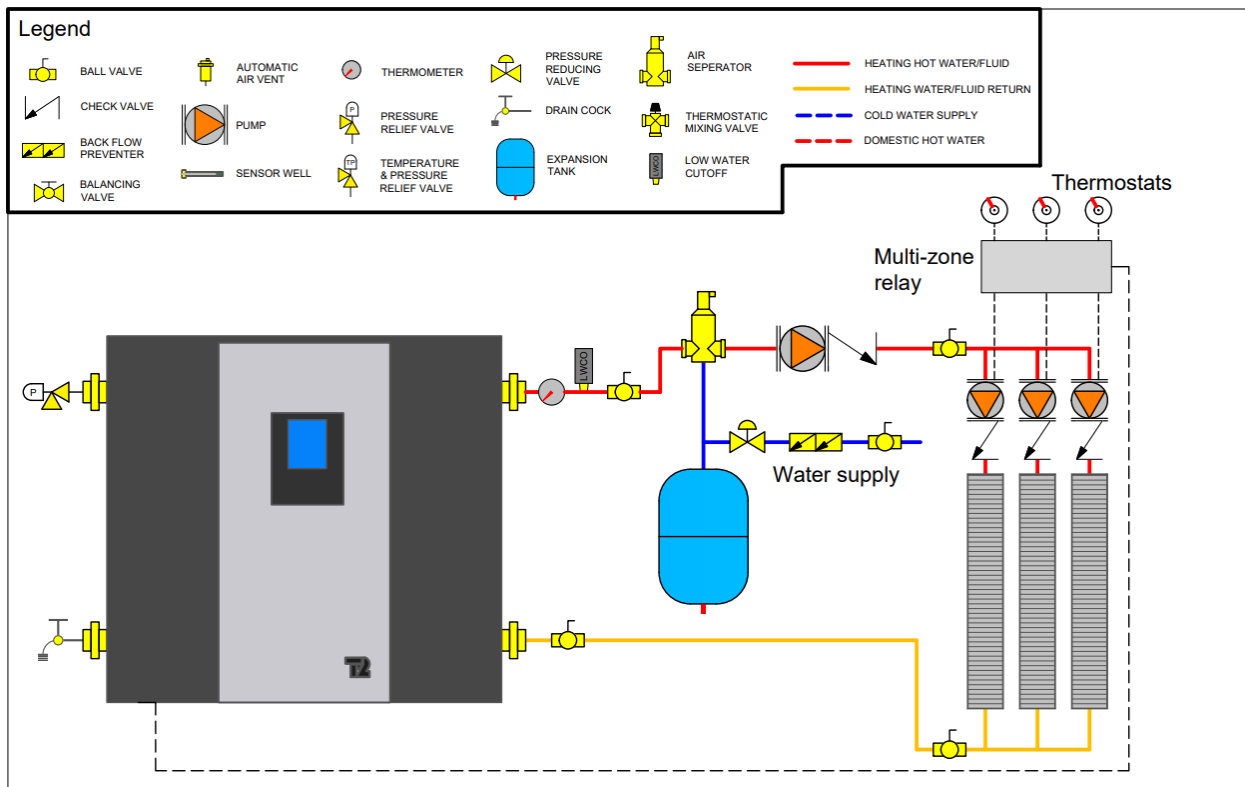 Legend
BALL VALVE
CHECK VALVE
BACK FLOW
PREVENTER
BALANCING
VALVE
AUTOMATIC
AIR VENT
PUMP
SENSOR WELL
THERMOMETER
P
PRESSURE
RELIEF VALVE
TP
TEMPERATURE
& PRESSURE
RELIEF VALVE
PRESSURE
REDUCING
VALVE
DRAIN COCK
EXPANSION
TANK
AIR
SEPERATOR
THERMOSTATIC
MIXING VALVE
LWCO
LOW WATER
CUTOFF
HEATING HOT WATER/FLUID
HEATING WATER/FLUID RETURN
COLD WATER SUPPLY
DOMESTIC HOT WATER
Thermostats
Multi-zone
relay
P
LWCO
Water supply
T2